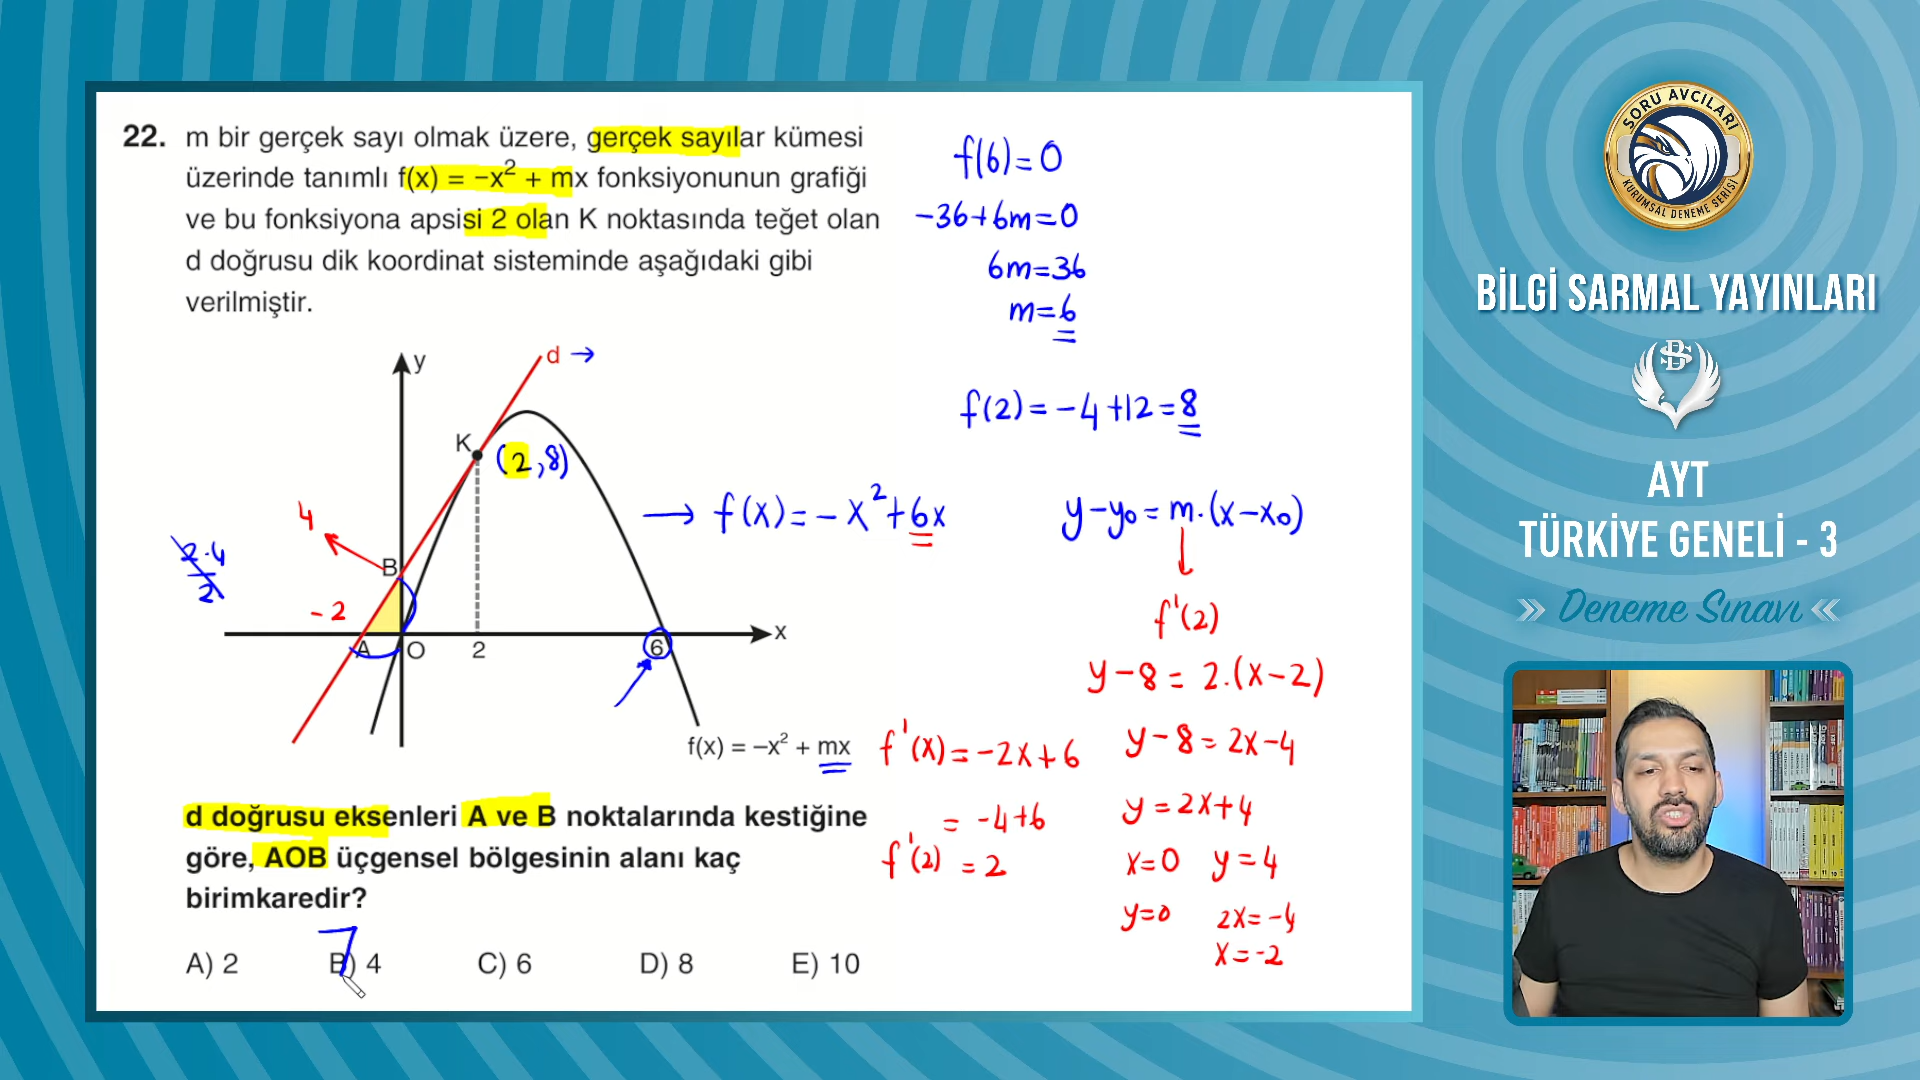 22. m bir gerçek sayı olmak üzere, gerçek sayılar kümesi
üzerinde tanımlı f(x) = −x² + mx fonksiyonunun grafiği
ve bu fonksiyona apsisi 2 olan K noktasında teğet olan
d doğrusu dik koordinat sisteminde aşağıdaki gibi
verilmiştir.
y
d →
K
(2,8)
4
2·4
2
B
-2
A
O
2
6
x
f(x) = −x² + mx
→ f(x) = -x²+6x
d doğrusu eksenleri A ve B noktalarında kestiğine
göre, AOB üçgensel bölgesinin alanı kaç
birimkaredir?
A) 2 B) 4 C) 6 D) 8 E) 10
f(6)=0
-36+6m=0
6m=36
m=6
f(2)=-4+12=8
y-y₀=m·(x-x₀)
f'(2)
y-8=2·(x-2)
y-8=2x-4
y=2x+4
x=0 y=4
y=0 2x=-4
x=-2
f'(x)=-2x+6
=-4+6
f'(2) =2
SORU AVCILARI
KURUMSAL DENEME SERİSİ
BİLGİ SARMAL YAYINLARI
BS
AYT
TÜRKİYE GENELİ - 3
Deneme Sınavı